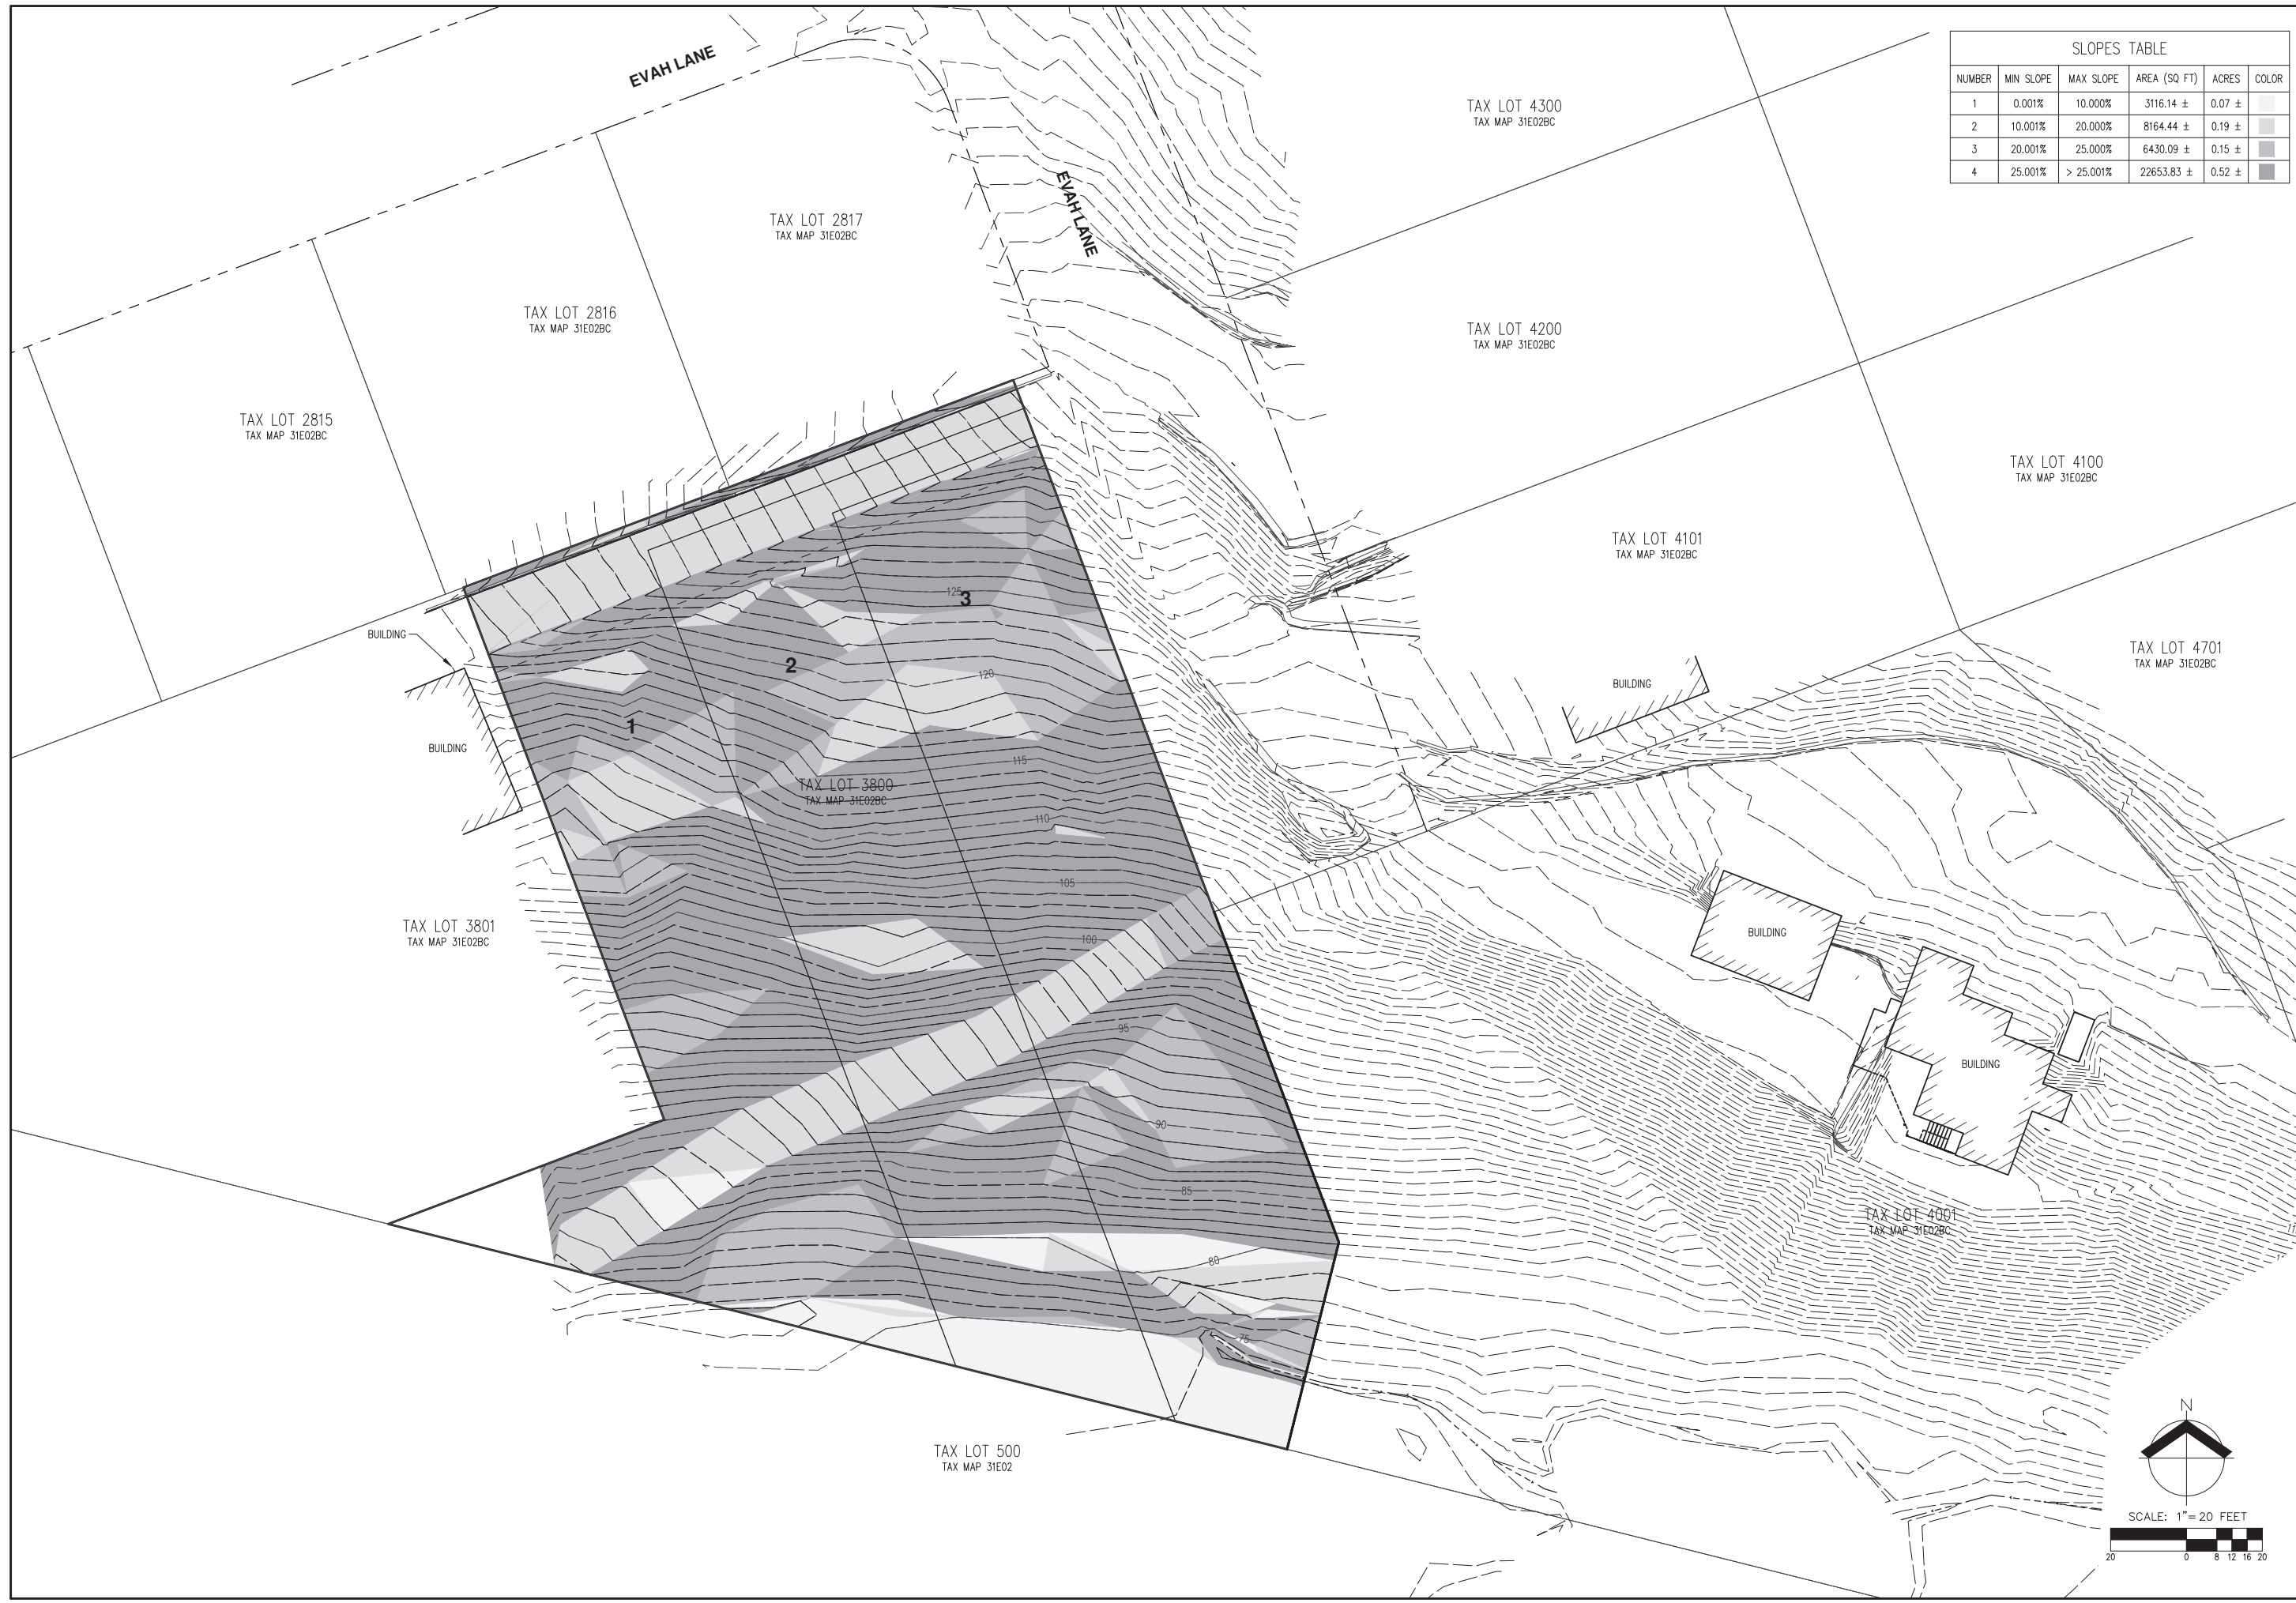 EVAH LANE
SLOPES TABLE
NUMBER MIN SLOPE MAX SLOPE AREA (SQ FT) ACRES COLOR
1 0.001% 10.000% 3116.14 ± 0.07 ±
2 10.001% 20.000% 8164.44 ± 0.19 ±
3 20.001% 25.000% 6430.09 ± 0.15 ±
4 25.001% > 25.001% 22653.83 ± 0.52 ±
TAX LOT 4300
TAX MAP 31E02BC
EVAH LANE
TAX LOT 2817
TAX MAP 31E02BC
TAX LOT 2816
TAX MAP 31E02BC
TAX LOT 4200
TAX MAP 31E02BC
TAX LOT 2815
TAX MAP 31E02BC
TAX LOT 4100
TAX MAP 31E02BC
TAX LOT 4101
TAX MAP 31E02BC
125
3
BUILDING
TAX LOT 4701
TAX MAP 31E02BC
2
120
BUILDING
1
BUILDING
115
TAX LOT 3800
TAX MAP 31E02BC
110
105
TAX LOT 3801
TAX MAP 31E02BC
100
BUILDING
95
BUILDING
90
85
TAX LOT 4001
TAX MAP 31E02BC
80
75
TAX LOT 500
TAX MAP 31E02
N
SCALE: 1"= 20 FEET
20 0 8 12 16 20